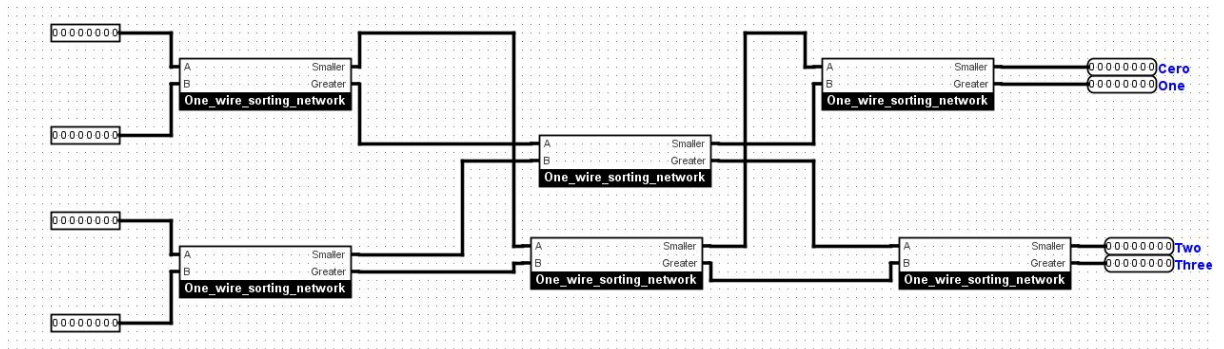 00000000
A Smaller
B Greater
One_wire_sorting_network
00000000
A Smaller
B Greater
One_wire_sorting_network
00000000 Cero
00000000 One
A Smaller
B Greater
One_wire_sorting_network
00000000
A Smaller
B Greater
One_wire_sorting_network
00000000
A Smaller
B Greater
One_wire_sorting_network
A Smaller
B Greater
One_wire_sorting_network
00000000 Two
00000000 Three